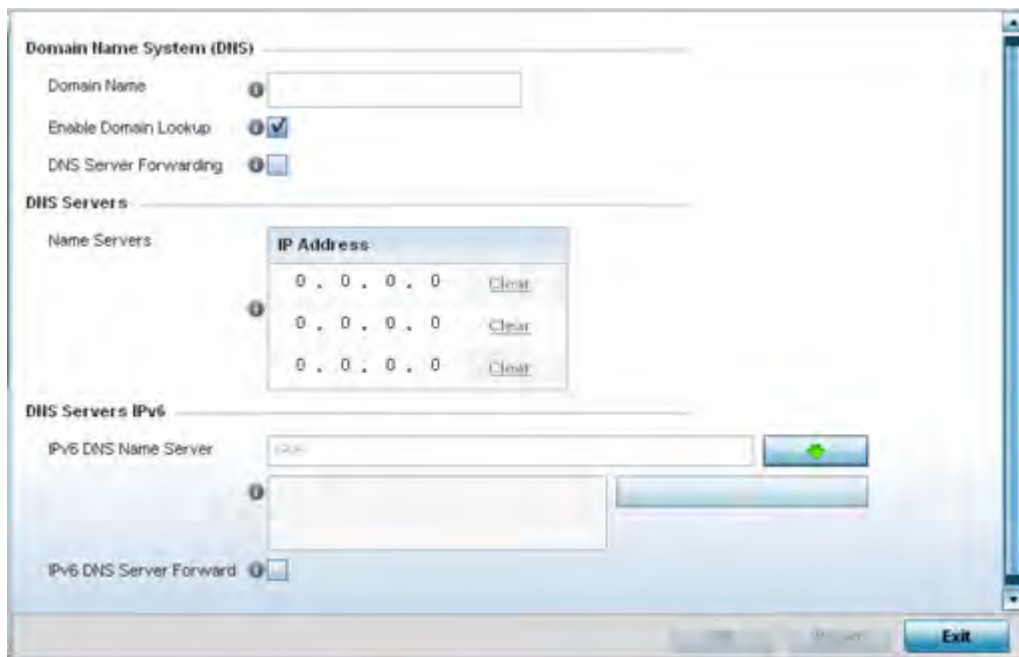 Domain Name System (DNS)
Domain Name
Enable Domain Lookup
DNS Server Forwarding
DNS Servers
Name Servers
IP Address
0 . 0 . 0 . 0 Clear
0 . 0 . 0 . 0 Clear
0 . 0 . 0 . 0 Clear
DNS Servers IPv6
IPv6 DNS Name Server
IPv6 DNS Server Forward
Exit